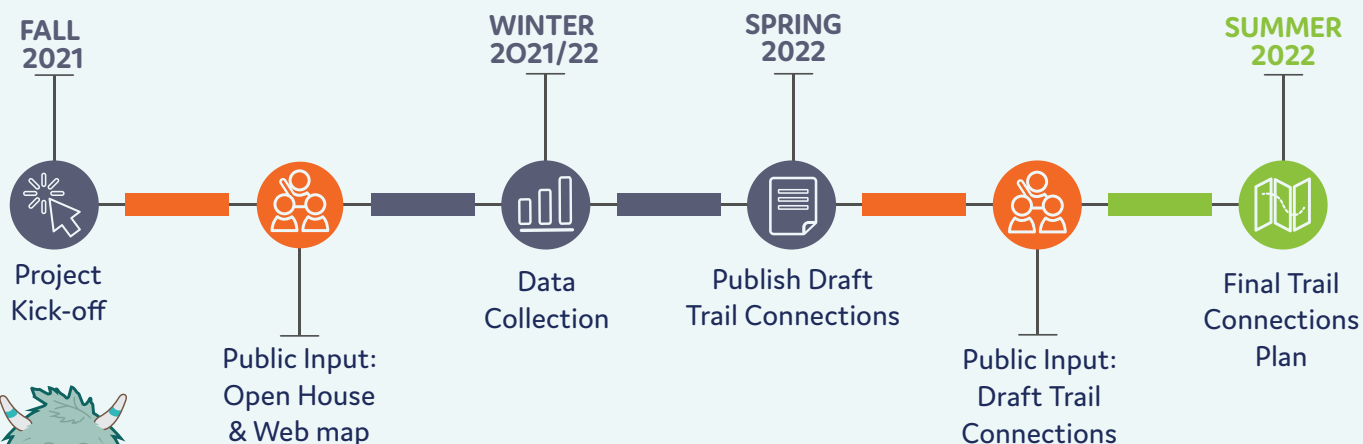 FALL
2021
WINTER
2021/22
SPRING
2022
SUMMER
2022
Project
Kick-off
Public Input:
Open House
& Web map
Data
Collection
Publish Draft
Trail Connections
Public Input:
Draft Trail
Connections
Final Trail
Connections
Plan